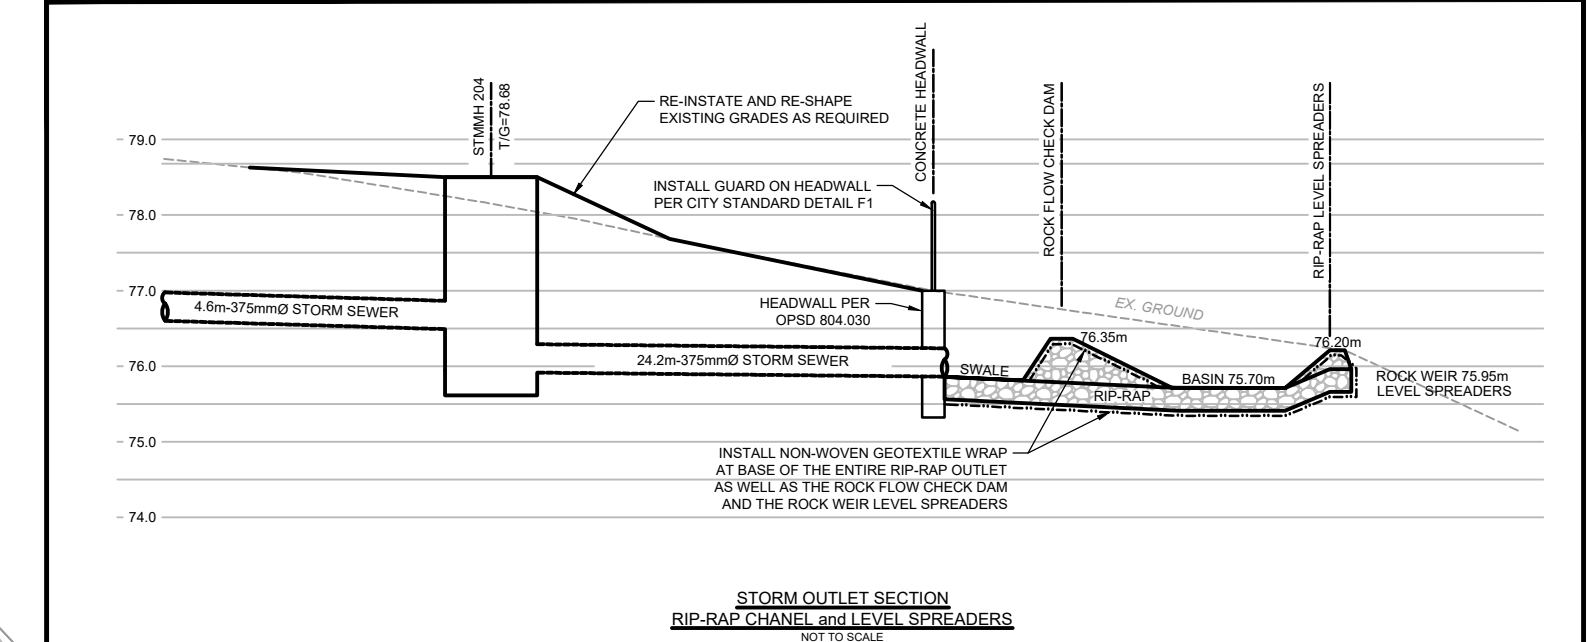 STMMH 204
T/G=78.68
CONCRETE HEADWALL
ROCK FLOW CHECK DAM
RIP-RAP LEVEL SPREADERS
RE-INSTATE AND RE-SHAPE
EXISTING GRADES AS REQUIRED
79.0
INSTALL GUARD ON HEADWALL
PER CITY STANDARD DETAIL F1
78.0
77.0
4.6m-375mmØ STORM SEWER
HEADWALL PER
OPSD 804.030
EX. GROUND
76.35m
76.20m
24.2m-375mmØ STORM SEWER
76.0
SWALE
BASIN 75.70m
ROCK WEIR 75.95m
LEVEL SPREADERS
RIP-RAP
75.0
INSTALL NON-WOVEN GEOTEXTILE WRAP
AT BASE OF THE ENTIRE RIP-RAP OUTLET
AS WELL AS THE ROCK FLOW CHECK DAM
AND THE ROCK WEIR LEVEL SPREADERS
74.0
STORM OUTLET SECTION
RIP-RAP CHANEL and LEVEL SPREADERS
NOT TO SCALE